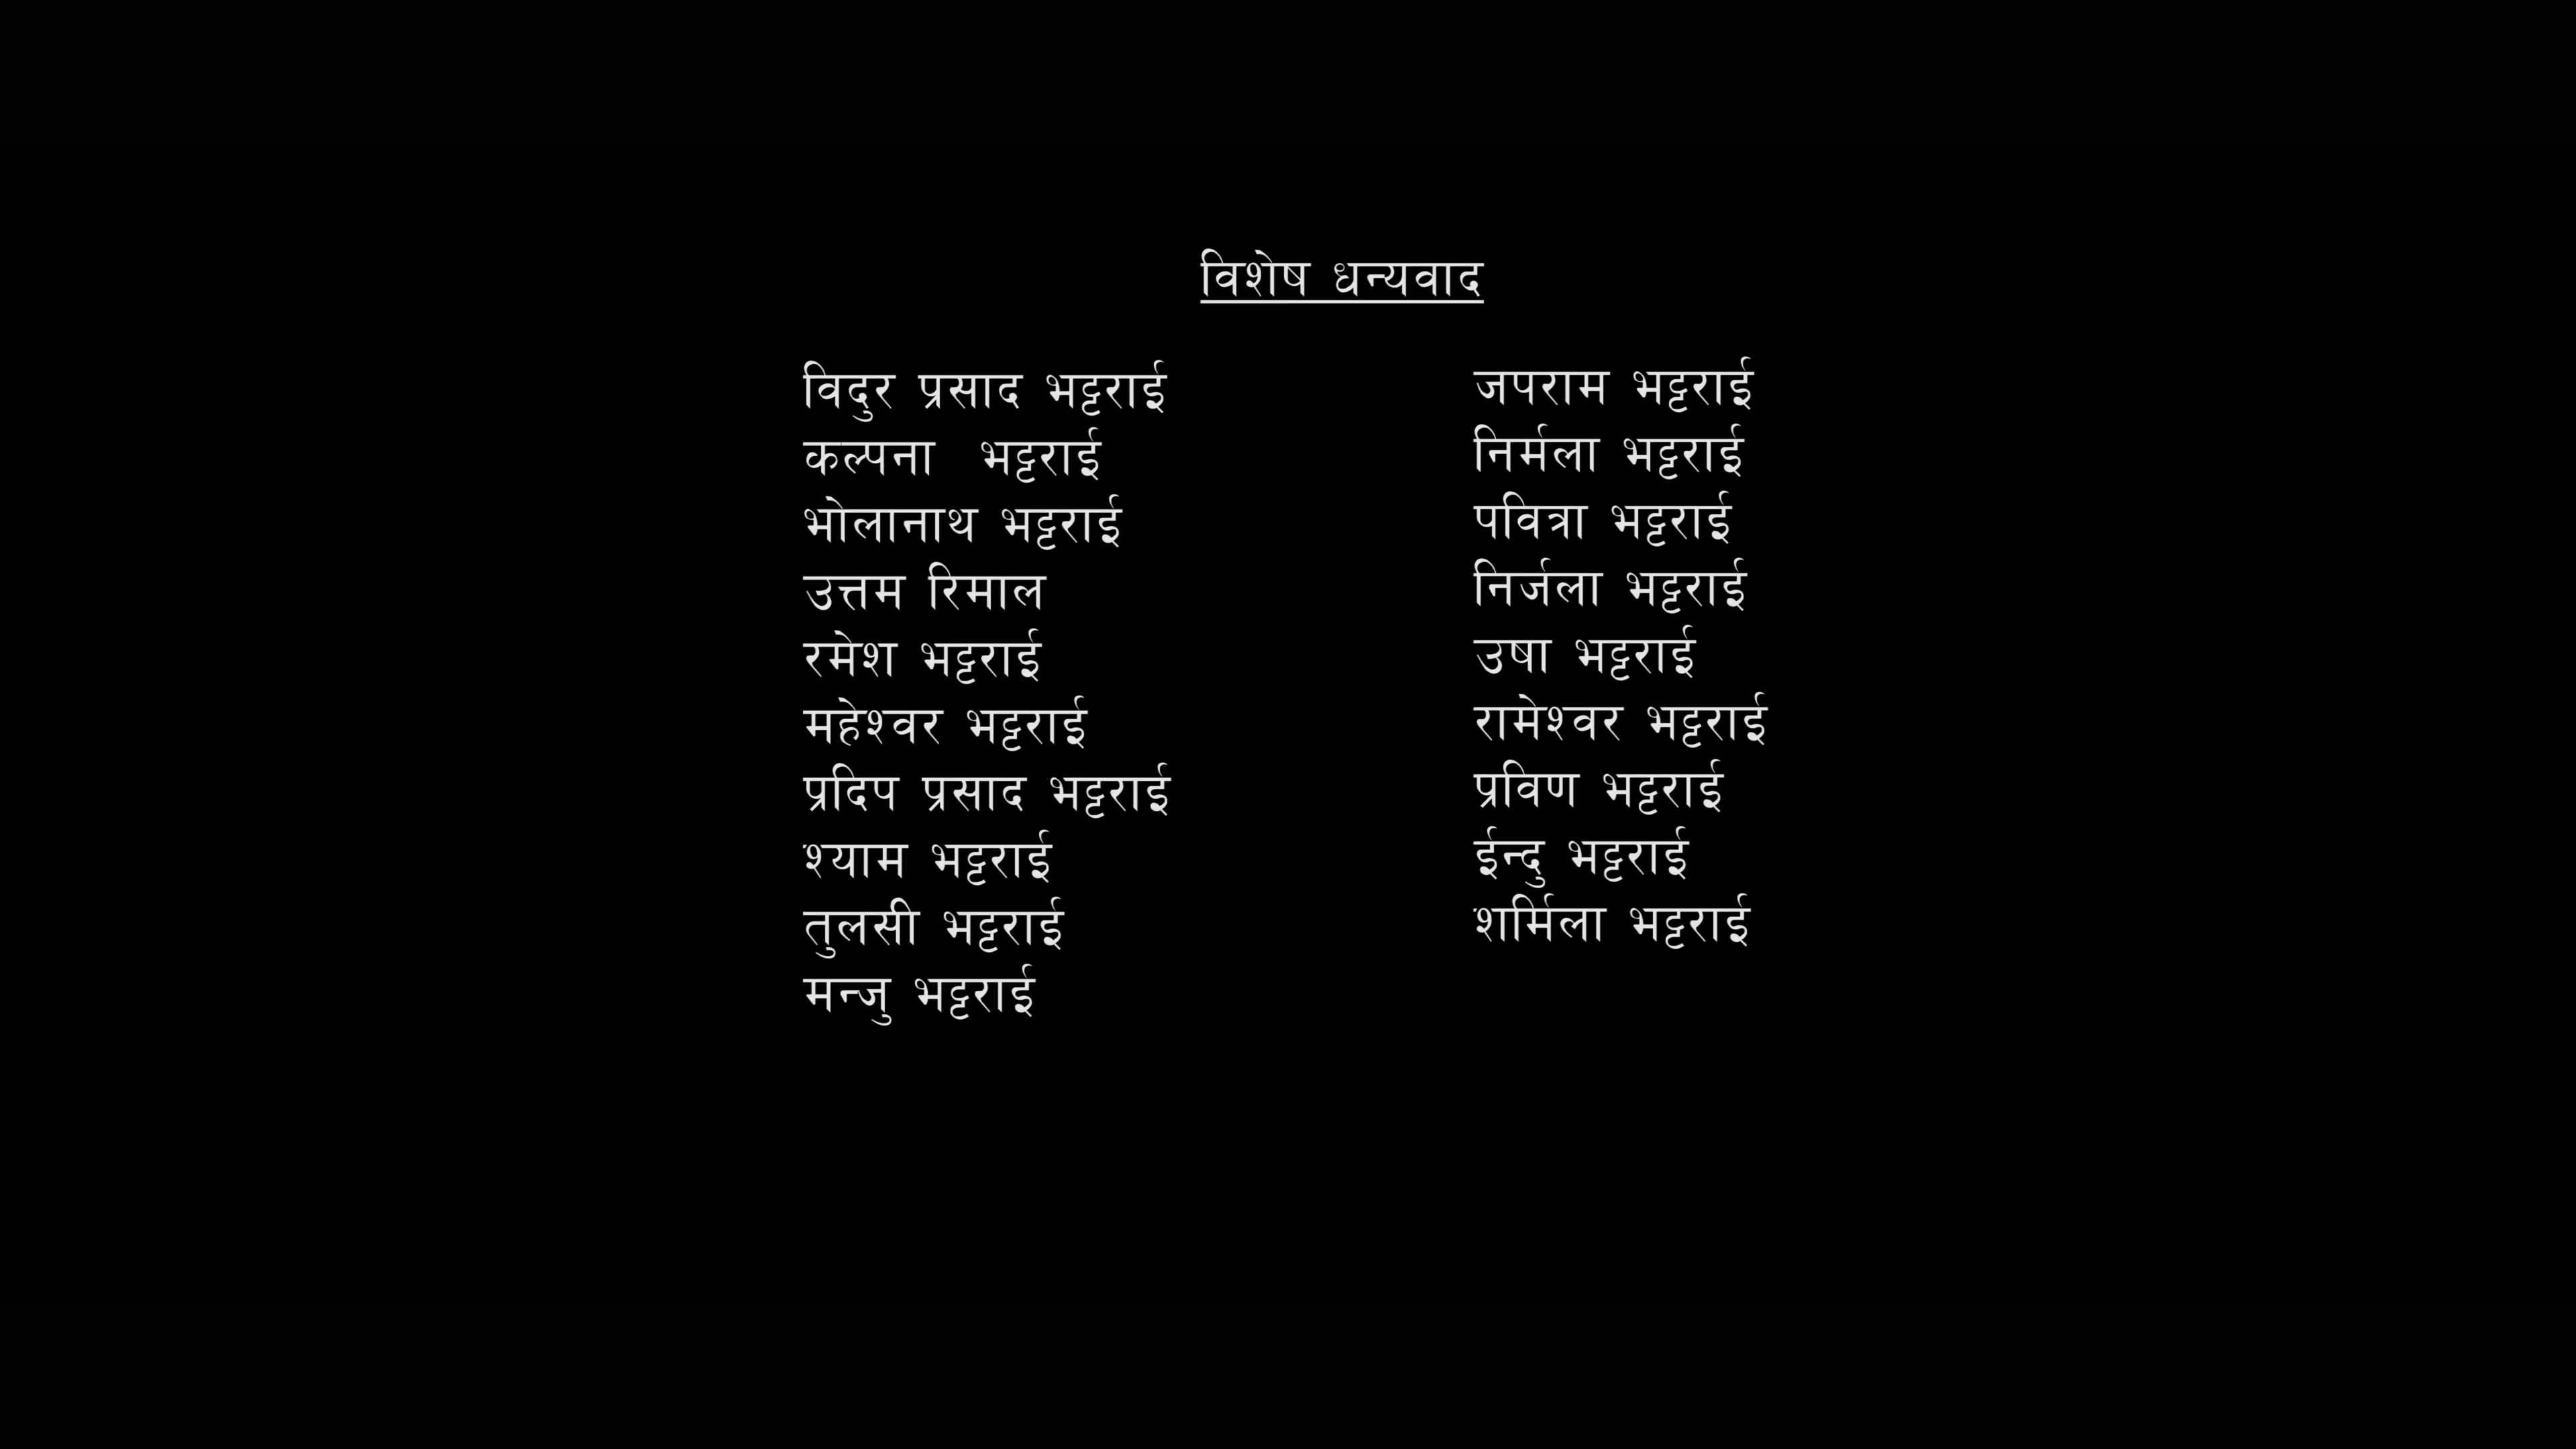 विशेष धन्यवाद
विदुर प्रसाद भट्टराई
कल्पना भट्टराई
भोलानाथ भट्टराई
उत्तम रिमाल
रमेश भट्टराई
महेश्वर भट्टराई
प्रदिप प्रसाद भट्टराई
श्याम भट्टराई
तुलसी भट्टराई
मन्जु भट्टराई
जपराम भट्टराई
निर्मला भट्टराई
पवित्रा भट्टराई
निर्जला भट्टराई
उषा भट्टराई
रामेश्वर भट्टराई
प्रविण भट्टराई
ईन्दु भट्टराई
शर्मिला भट्टराई